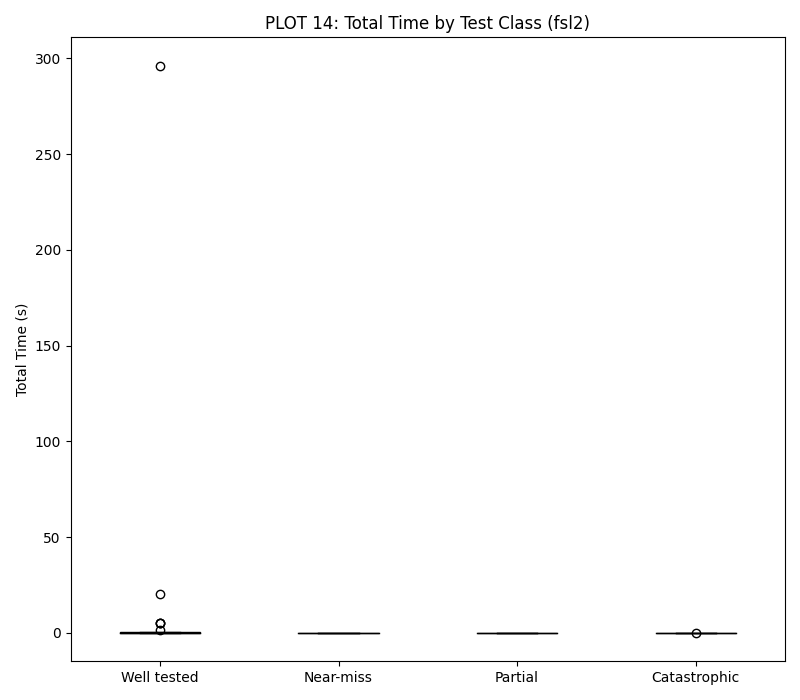 PLOT 14: Total Time by Test Class (fsl2)
300
250
200
150
100
50
0
Total Time (s)
Well tested
Near-miss
Partial
Catastrophic